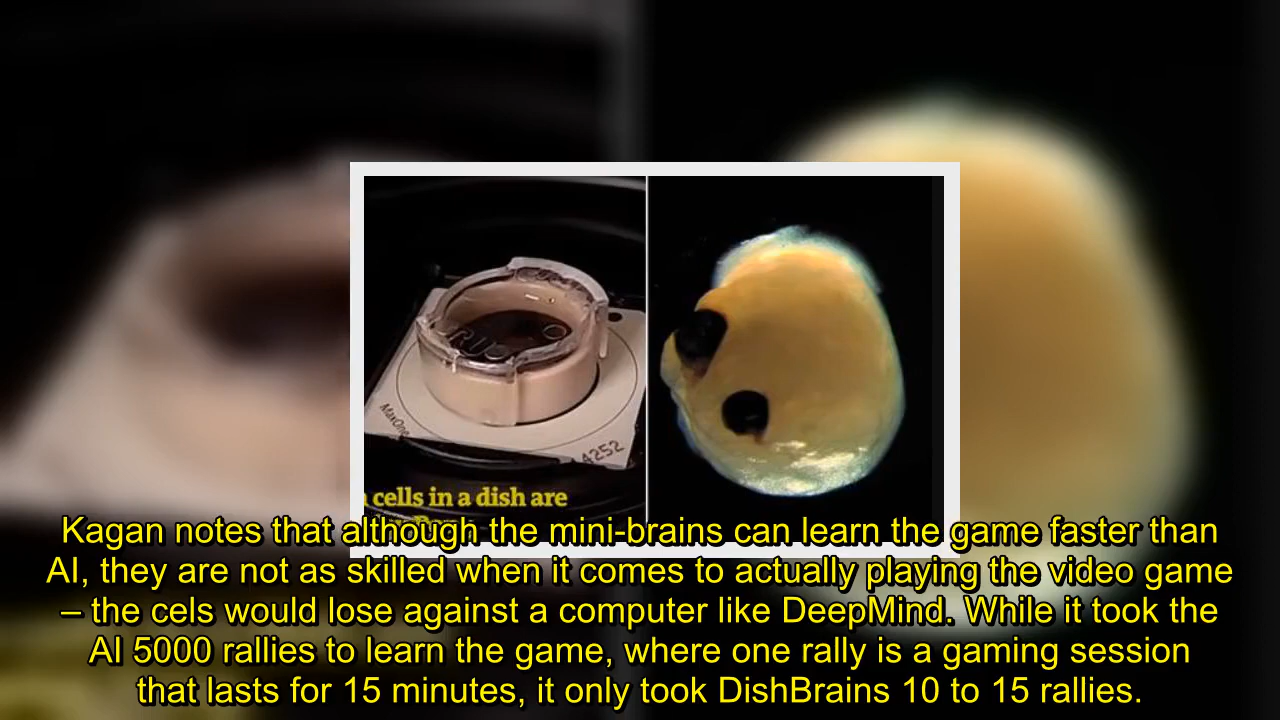 MaxOne
4252
cells in a dish are
Kagan notes that although the mini-brains can learn the game faster than
AI, they are not as skilled when it comes to actually playing the video game
– the cels would lose against a computer like DeepMind. While it took the
AI 5000 rallies to learn the game, where one rally is a gaming session
that lasts for 15 minutes, it only took DishBrains 10 to 15 rallies.